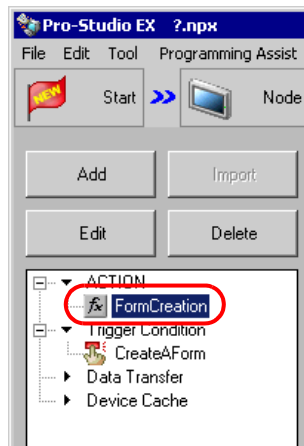 Pro-Studio EX ?.npx
File Edit Tool Programming Assist
NEW Start Node
Add Import
Edit Delete
ACTION
fx FormCreation
Trigger Condition
CreateAForm
Data Transfer
Device Cache